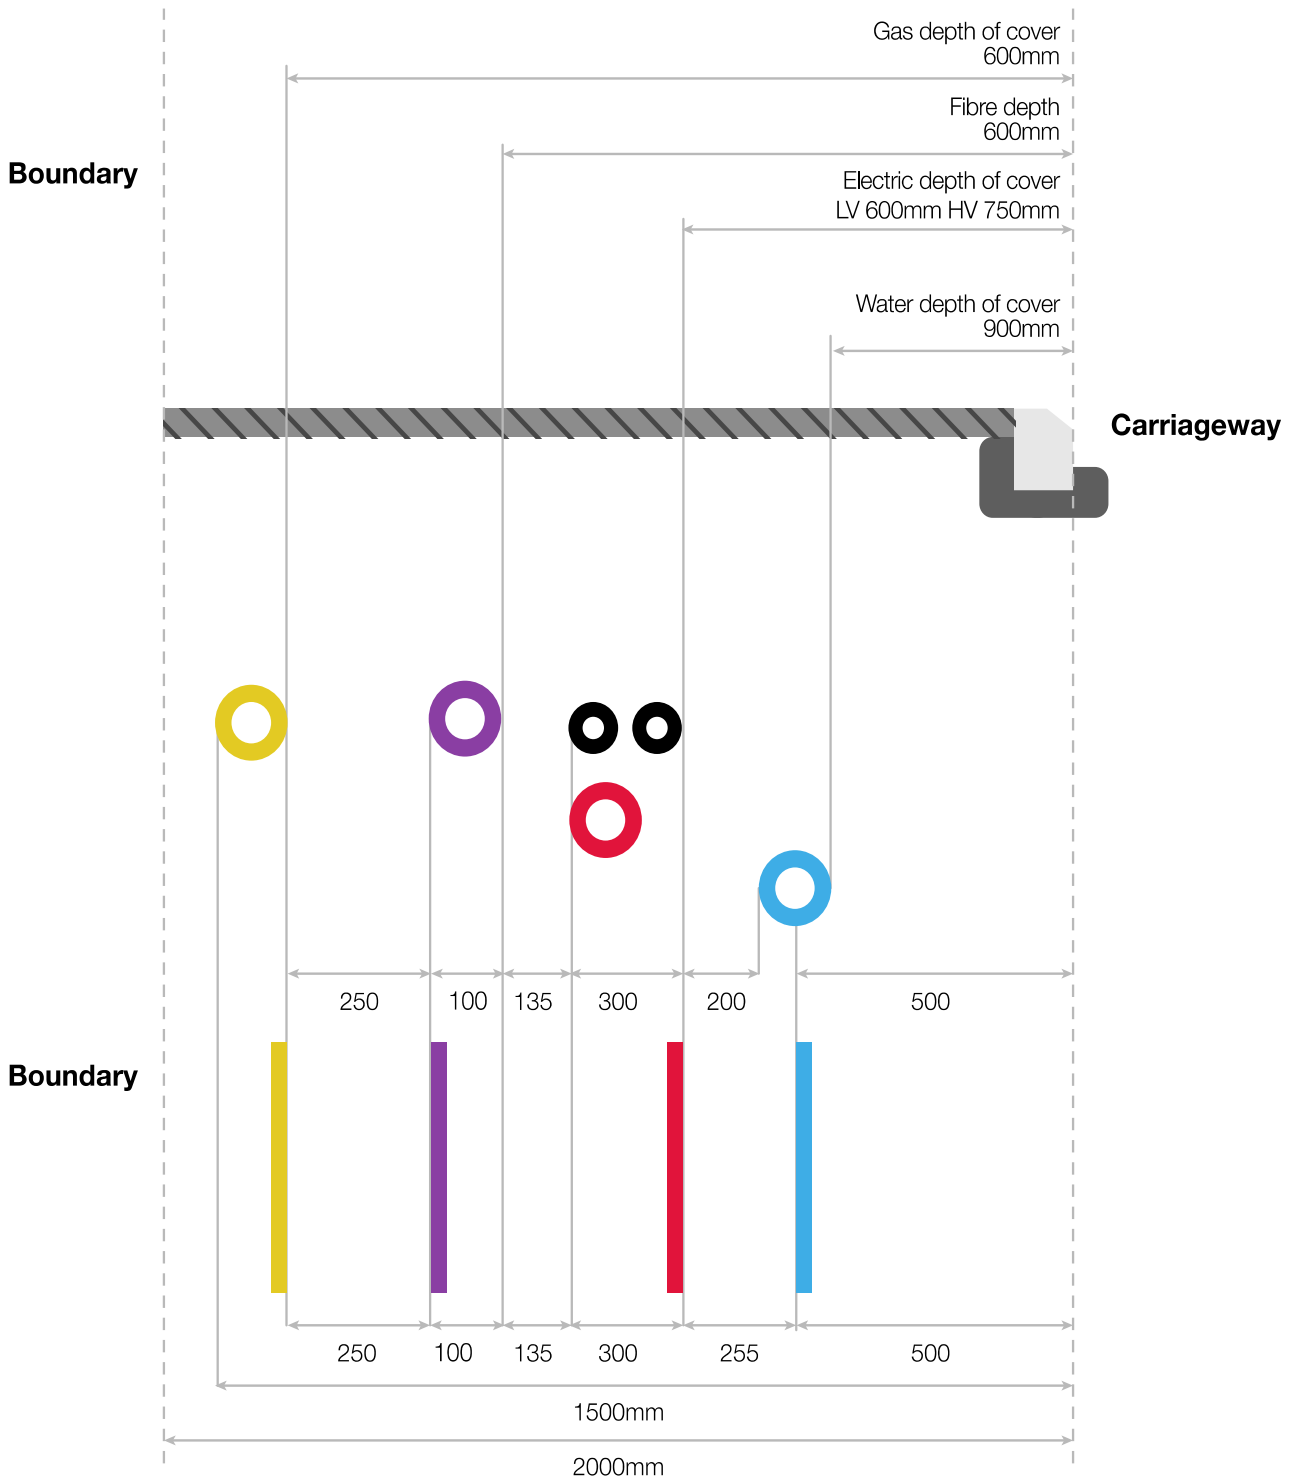 Gas depth of cover
600mm
Fibre depth
600mm
Boundary
Electric depth of cover
LV 600mm HV 750mm
Water depth of cover
900mm
Carriageway
250 100 135 300 200 500
Boundary
250 100 135 300 255 500
1500mm
2000mm